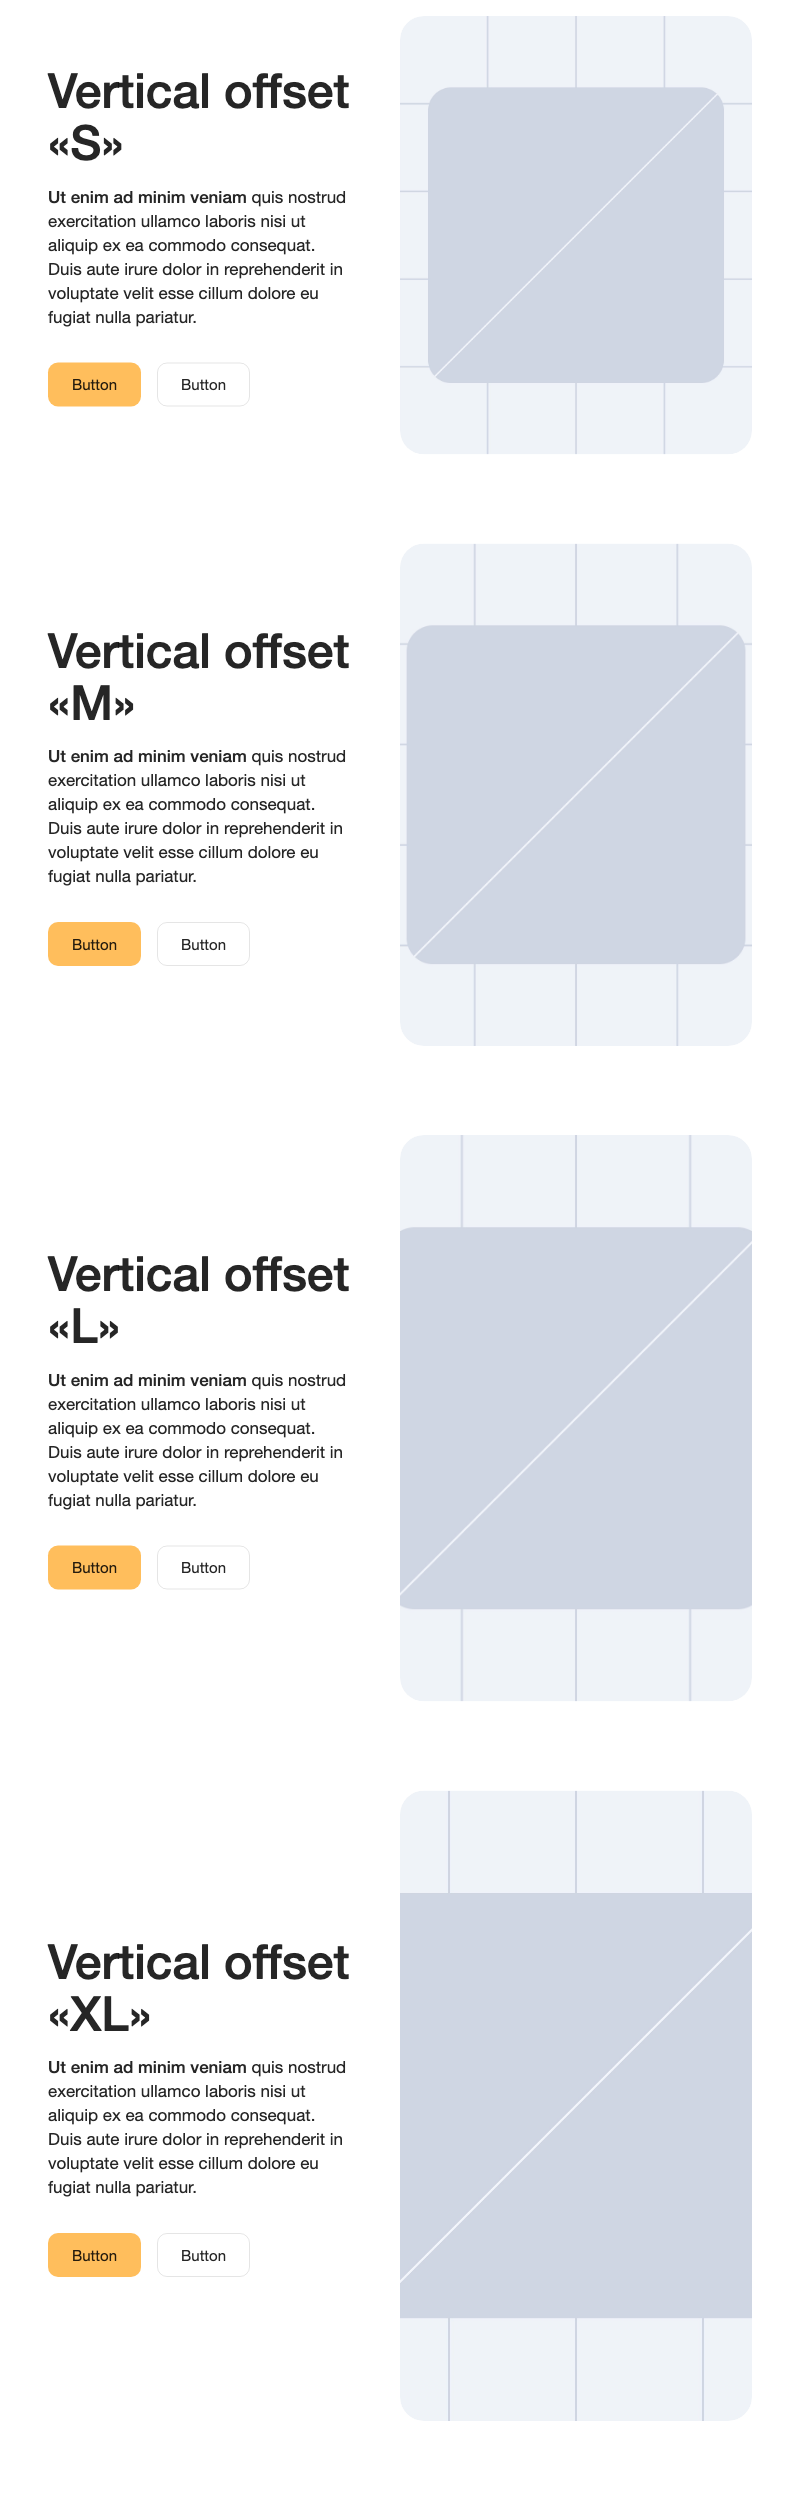 Vertical offset
«S»
Ut enim ad minim veniam quis nostrud
exercitation ullamco laboris nisi ut
aliquip ex ea commodo consequat.
Duis aute irure dolor in reprehenderit in
voluptate velit esse cillum dolore eu
fugiat nulla pariatur.
Button Button
Vertical offset
«M»
Ut enim ad minim veniam quis nostrud
exercitation ullamco laboris nisi ut
aliquip ex ea commodo consequat.
Duis aute irure dolor in reprehenderit in
voluptate velit esse cillum dolore eu
fugiat nulla pariatur.
Button Button
Vertical offset
«L»
Ut enim ad minim veniam quis nostrud
exercitation ullamco laboris nisi ut
aliquip ex ea commodo consequat.
Duis aute irure dolor in reprehenderit in
voluptate velit esse cillum dolore eu
fugiat nulla pariatur.
Button Button
Vertical offset
«XL»
Ut enim ad minim veniam quis nostrud
exercitation ullamco laboris nisi ut
aliquip ex ea commodo consequat.
Duis aute irure dolor in reprehenderit in
voluptate velit esse cillum dolore eu
fugiat nulla pariatur.
Button Button